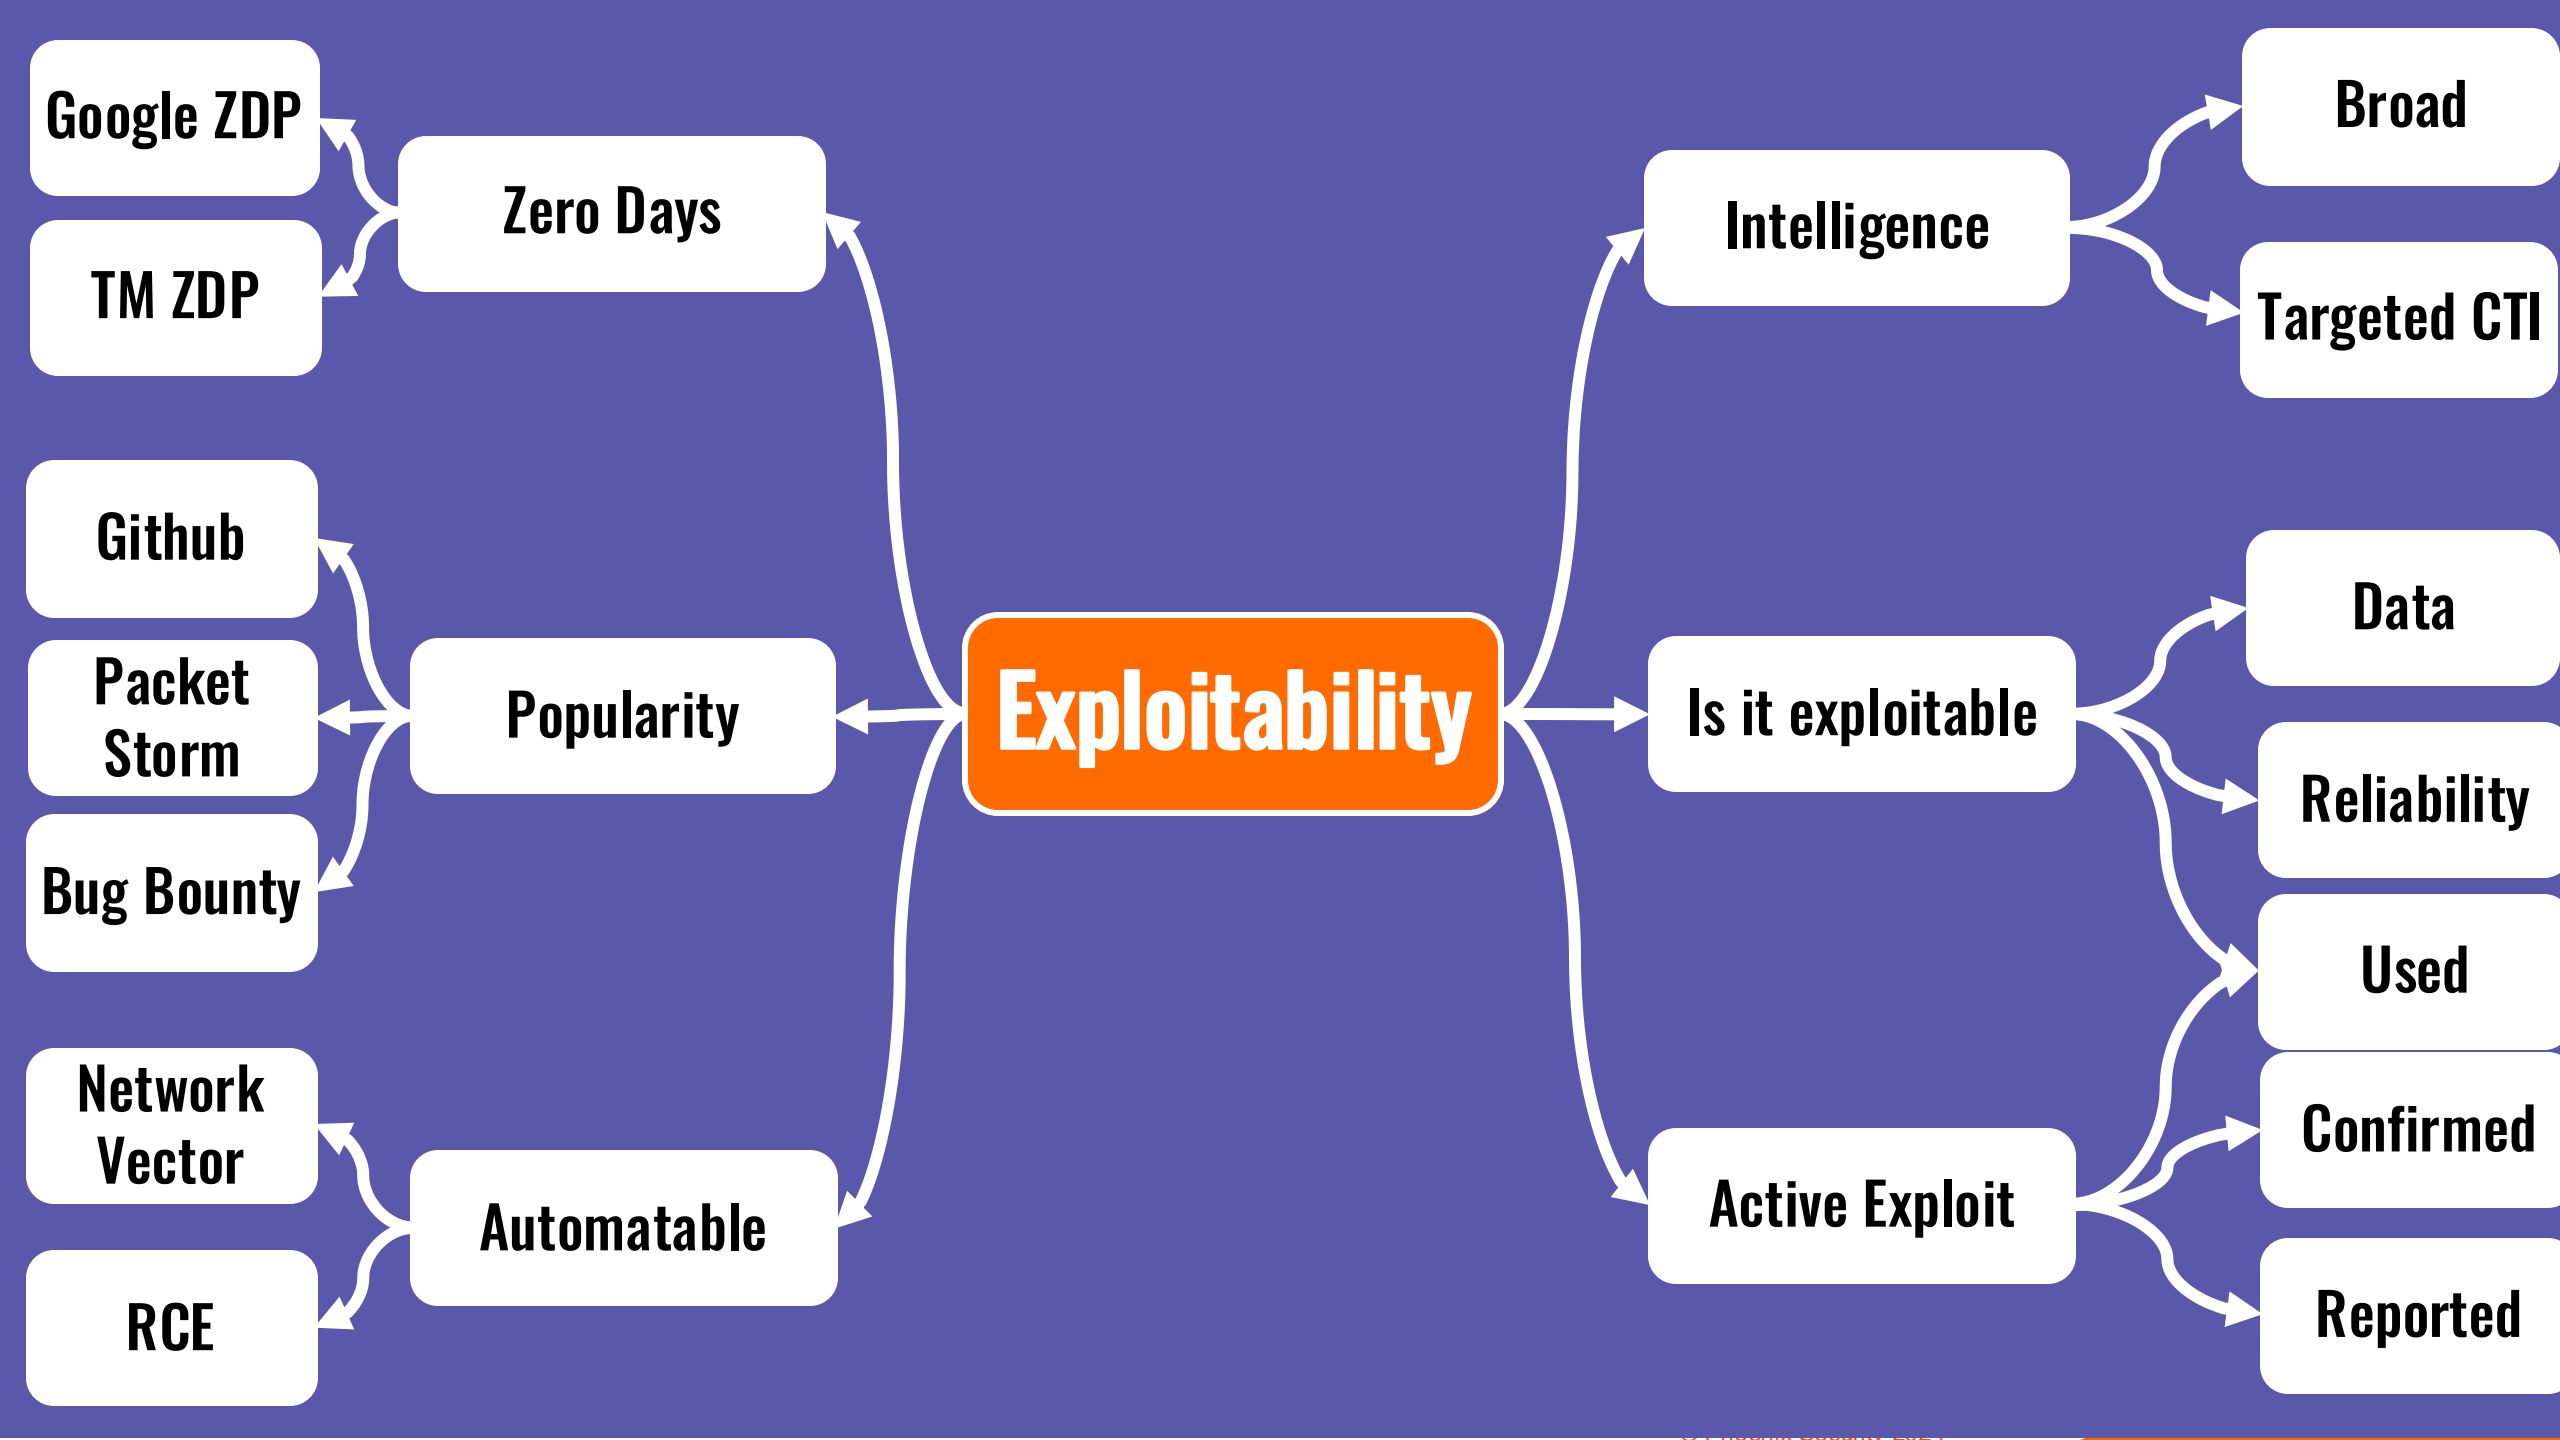 Google ZDP
TM ZDP
Zero Days
Github
Packet
Storm
Bug Bounty
Popularity
Network
Vector
RCE
Automatable
Exploitability
Intelligence
Broad
Targeted CTI
Is it exploitable
Data
Reliability
Used
Active Exploit
Confirmed
Reported